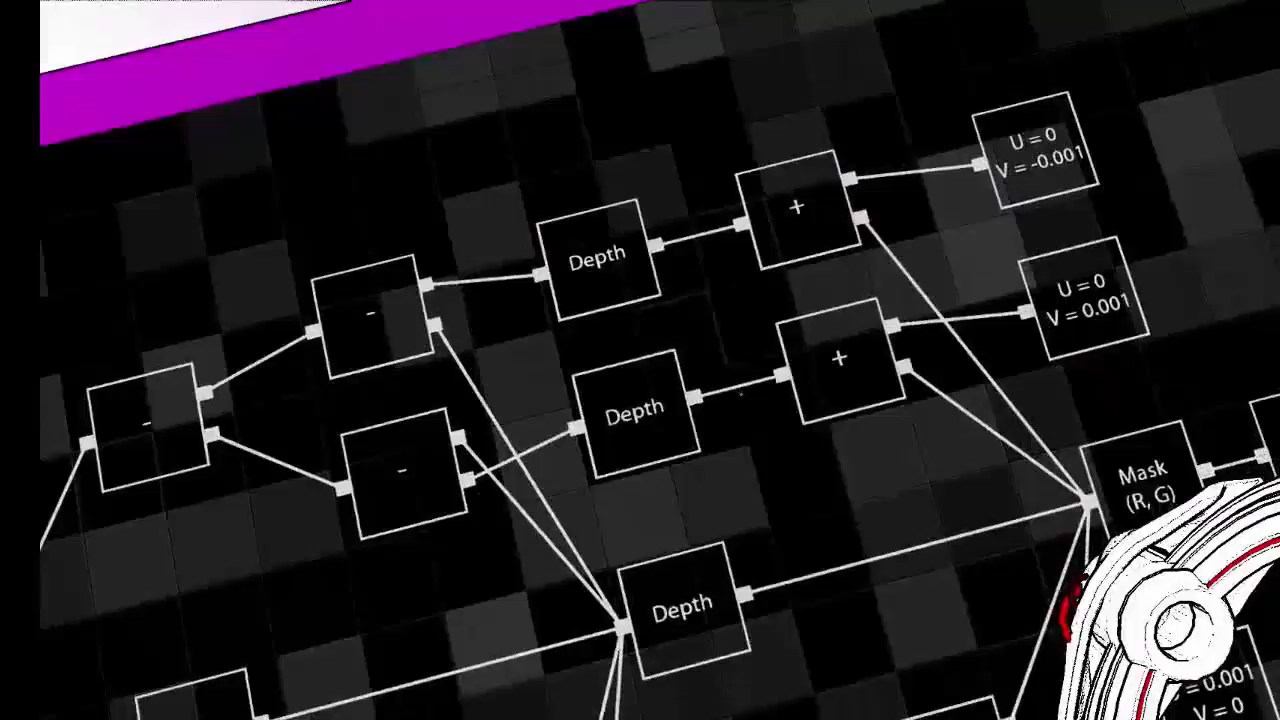 U = 0
V = -0.001
+
Depth
U = 0
V = 0.001
-
+
Depth
-
-
Mask
(R, G)
Depth
= 0.001
V = 0